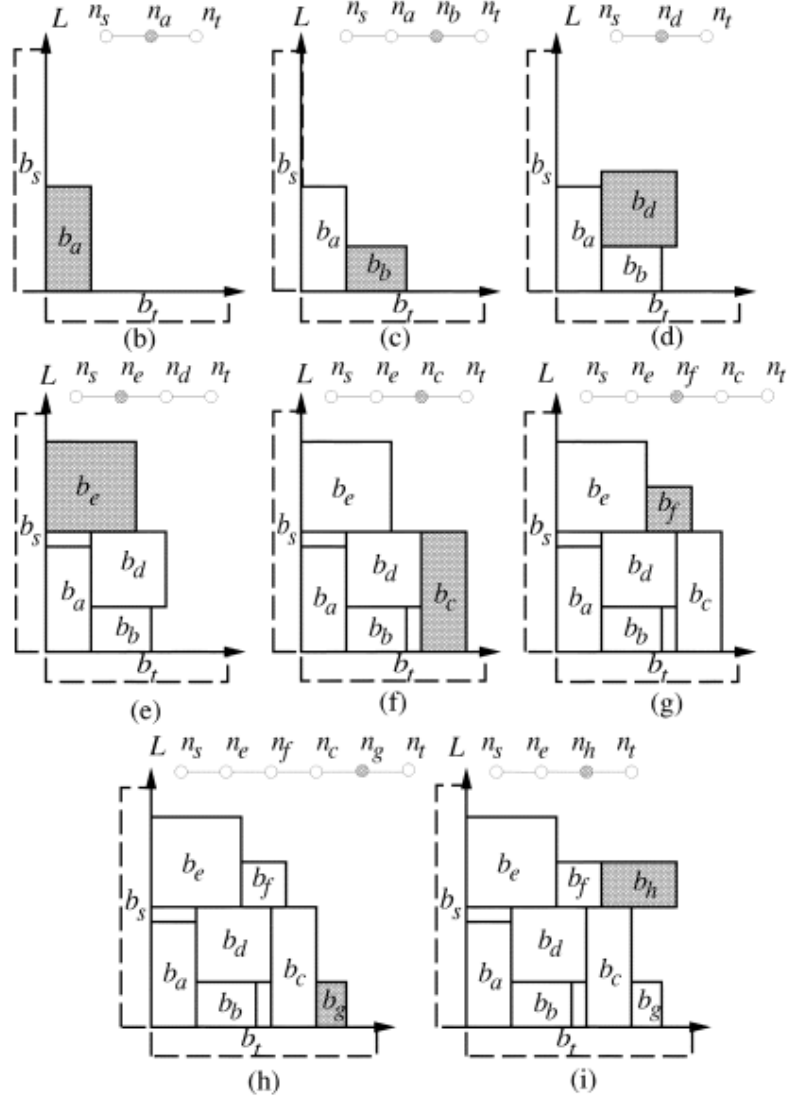 L n_s n_a n_t
b_s
b_a
b_t
(b)
L n_s n_a n_b n_t
b_s
b_a
b_b
b_t
(c)
L n_s n_d n_t
b_s
b_d
b_a
b_b
b_t
(d)
L n_s n_e n_d n_t
b_e
b_s
b_d
b_a
b_b
b_t
(e)
L n_s n_e n_c n_t
b_e
b_s
b_d
b_a
b_c
b_b
b_t
(f)
L n_s n_e n_f n_c n_t
b_e b_f
b_s
b_d
b_a b_c
b_b
b_t
(g)
L n_s n_e n_f n_c n_g n_t
b_e b_f
b_s
b_d
b_a b_c
b_b b_g
b_t
(h)
L n_s n_e n_h n_t
b_e b_f b_h
b_s
b_d
b_a b_c
b_b b_g
b_t
(i)